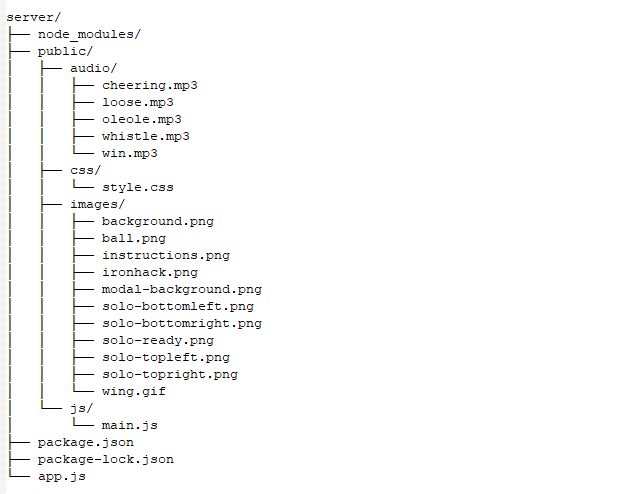 server/
├── node_modules/
├── public/
│   ├── audio/
│   │   ├── cheering.mp3
│   │   ├── loose.mp3
│   │   ├── oleole.mp3
│   │   ├── whistle.mp3
│   │   └── win.mp3
│   ├── css/
│   │   └── style.css
│   ├── images/
│   │   ├── background.png
│   │   ├── ball.png
│   │   ├── instructions.png
│   │   ├── ironhack.png
│   │   ├── modal-background.png
│   │   ├── solo-bottomleft.png
│   │   ├── solo-bottomright.png
│   │   ├── solo-ready.png
│   │   ├── solo-topleft.png
│   │   ├── solo-topright.png
│   │   └── wing.gif
│   └── js/
│       └── main.js
├── package.json
├── package-lock.json
└── app.js